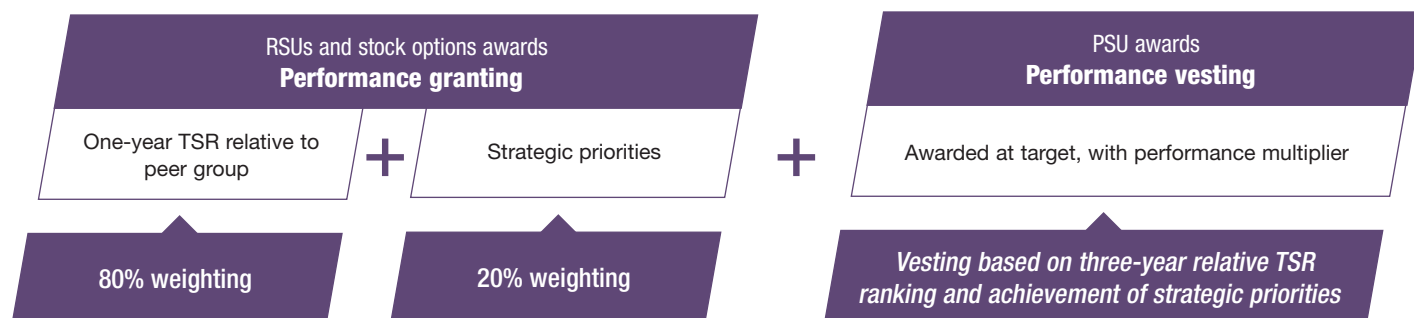 RSUs and stock options awards
Performance granting
PSU awards
Performance vesting
One-year TSR relative to
peer group
+
Strategic priorities
+
Awarded at target, with performance multiplier
80% weighting
20% weighting
Vesting based on three-year relative TSR
ranking and achievement of strategic priorities